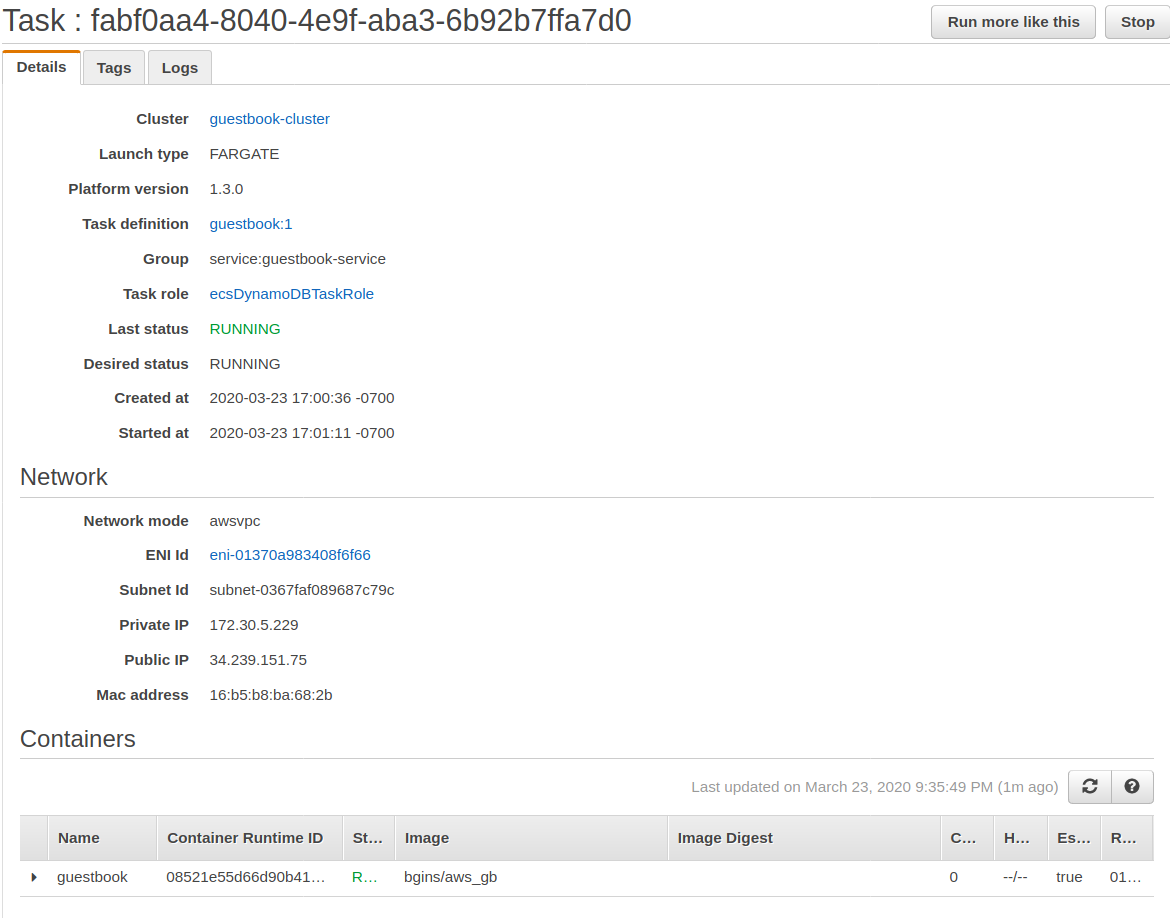 Task : fabf0aa4-8040-4e9f-aba3-6b92b7ffa7d0 Run more like this Stop
Details Tags Logs
Cluster guestbook-cluster
Launch type FARGATE
Platform version 1.3.0
Task definition guestbook:1
Group service:guestbook-service
Task role ecsDynamoDBTaskRole
Last status RUNNING
Desired status RUNNING
Created at 2020-03-23 17:00:36 -0700
Started at 2020-03-23 17:01:11 -0700
Network
Network mode awsvpc
ENI Id eni-01370a983408f6f66
Subnet Id subnet-0367faf089687c79c
Private IP 172.30.5.229
Public IP 34.239.151.75
Mac address 16:b5:b8:ba:68:2b
Containers
Last updated on March 23, 2020 9:35:49 PM (1m ago)
Name Container Runtime ID St... Image Image Digest C... H... Es... R...
guestbook 08521e55d66d90b41... R... bgins/aws_gb 0 --/-- true 01...